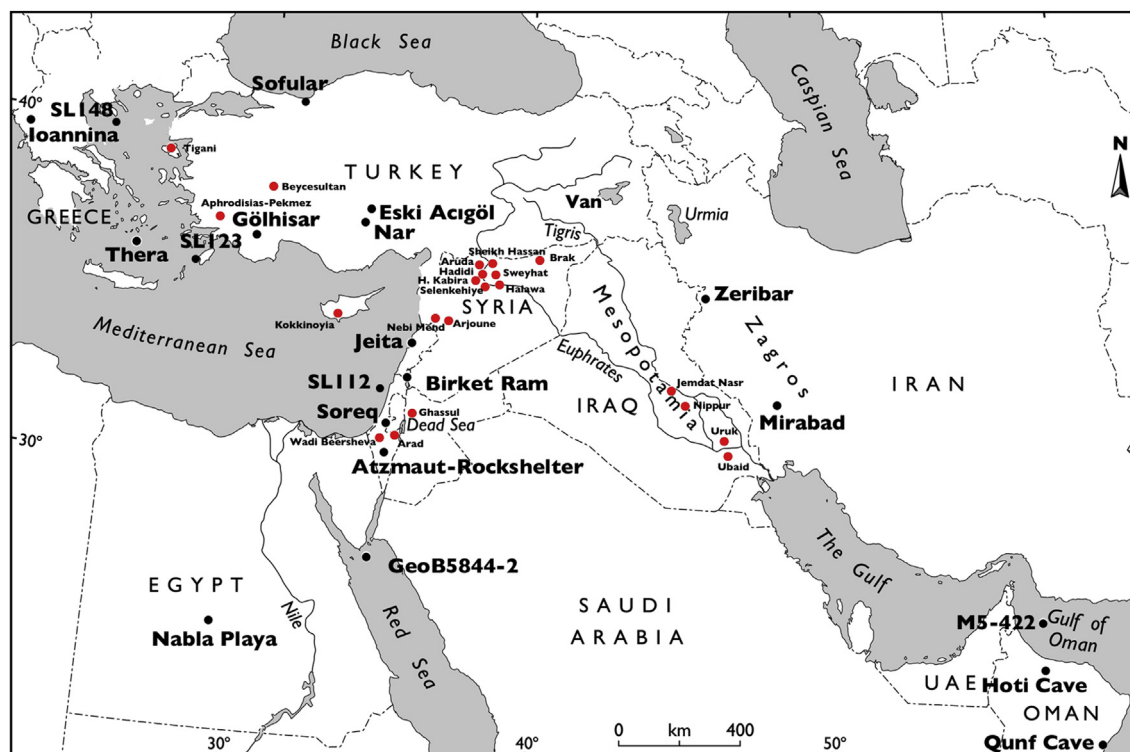 Black Sea
Caspian Sea
40°
Sofular
SL148
Ioannina
Tigani
N
TURKEY
Beycesultan
Aphrodisias-Pekmez
GREECE
Gölhisar
Eski Acıgöl
Nar
Van
Urmia
Thera
SL123
Tigris
Sheikh Hassan
Brak
Aruda
Hadidi
Sweyhat
H. Kabira
Halawa
Selenkehiye
SYRIA
Zeribar
Mesopotamia
Zagros
Kokkinoyia
Mediterranean Sea
Nebi Mend
Arjoune
Jeita
Euphrates
SL112
Birket Ram
Jemdat Nasr
IRAN
IRAQ
Nippur
Soreq
Ghassul
Mirabad
Dead Sea
30°
Wadi Beersheva
Arad
Uruk
Atzmaut-Rockshelter
Ubaid
The Gulf
GeoB5844-2
EGYPT
Nile
SAUDI
ARABIA
Nabla Playa
Red Sea
M5-422
Gulf of
Oman
UAE
Hoti Cave
OMAN
0 km 400
30°
40°
50°
Qunf Cave